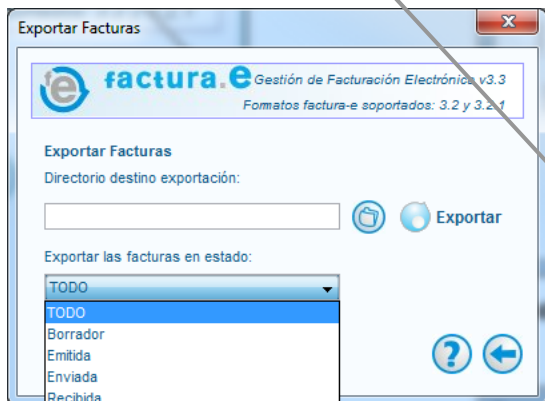 Exportar Facturas
factura.e Gestión de Facturación Electrónica v3.3
Formatos factura-e soportados: 3.2 y 3.2.1
Exportar Facturas
Directorio destino exportación:
Exportar
Exportar las facturas en estado:
TODO
TODO
Borrador
Emitida
Enviada
Recibida